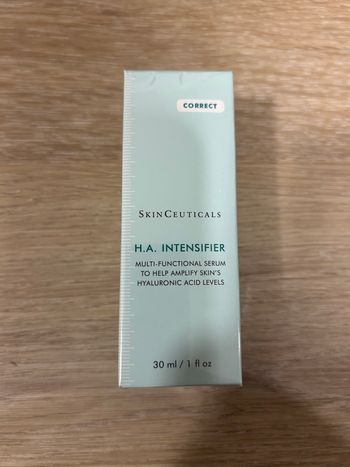 CORRECT
SKINCEUTICALS
H.A. INTENSIFIER
MULTI-FUNCTIONAL SERUM
TO HELP AMPLIFY SKIN'S
HYALURONIC ACID LEVELS
30 ml / 1 fl oz